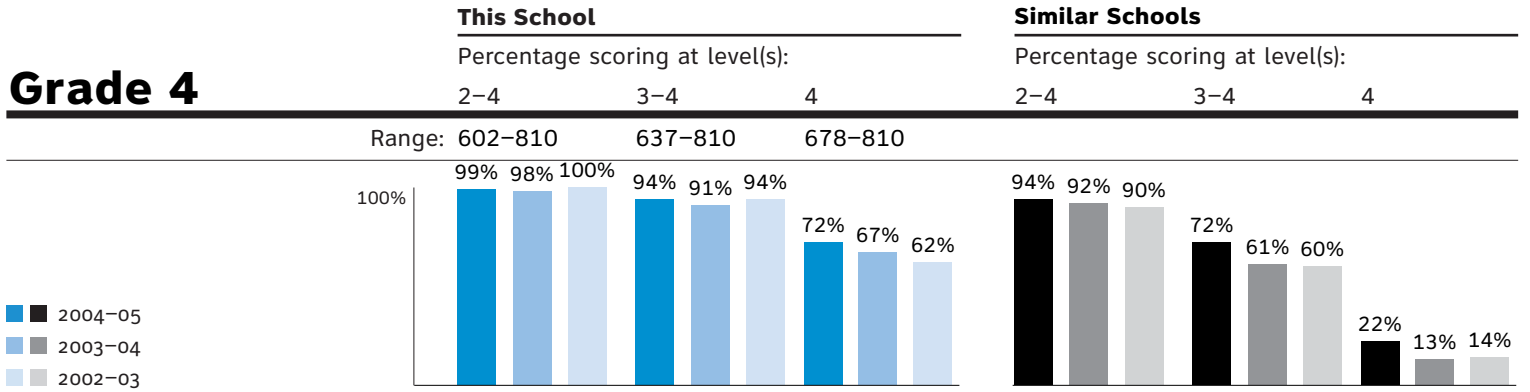 This School Similar Schools
Percentage scoring at level(s): Percentage scoring at level(s):
Grade 4 2–4 3–4 4 2–4 3–4 4
Range: 602–810 637–810 678–810
99% 98% 100% 94% 91% 94% 72% 67% 62% 94% 92% 90% 72% 61% 60% 22% 13% 14%
100%
2004–05
2003–04
2002–03